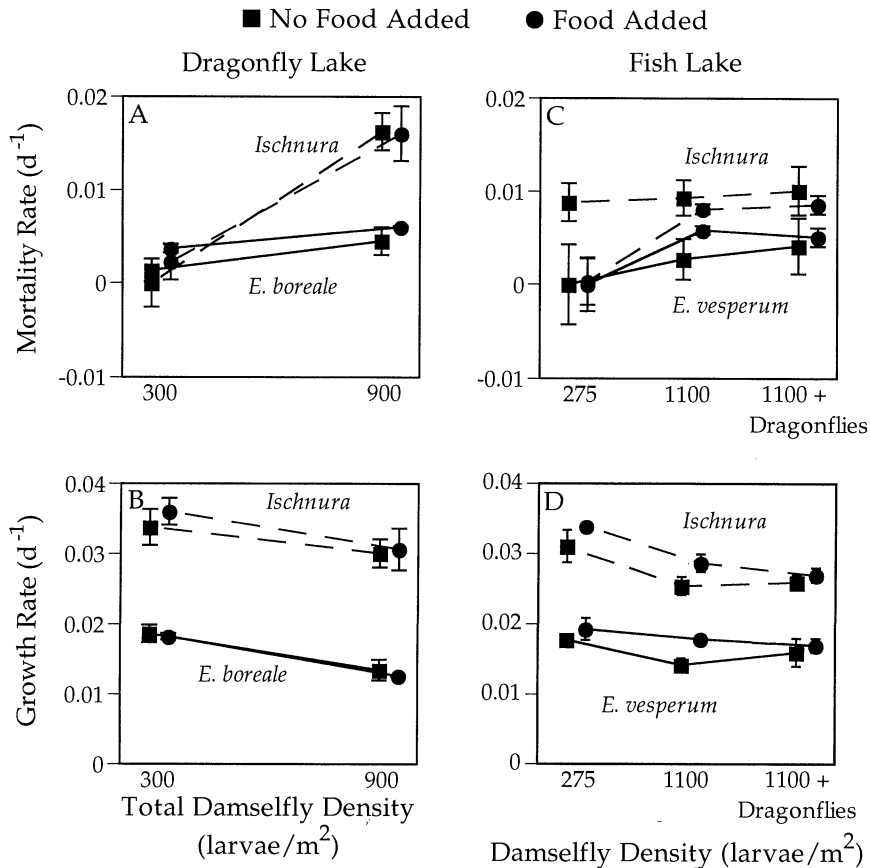 ■ No Food Added ● Food Added
Dragonfly Lake
Fish Lake
Mortality Rate (d⁻¹)
A
0.02
0.01
0
-0.01
Ischnura
E. boreale
300
900
C
0.02
0.01
0
-0.01
Ischnura
E. vesperum
275
1100
1100 +
Dragonflies
Growth Rate (d⁻¹)
B
0.04
0.03
0.02
0.01
0
Ischnura
E. boreale
300
900
Total Damselfly Density
(larvae/m²)
D
0.04
0.03
0.02
0.01
0
Ischnura
E. vesperum
275
1100
1100 +
Dragonflies
Damselfly Density (larvae/m²)